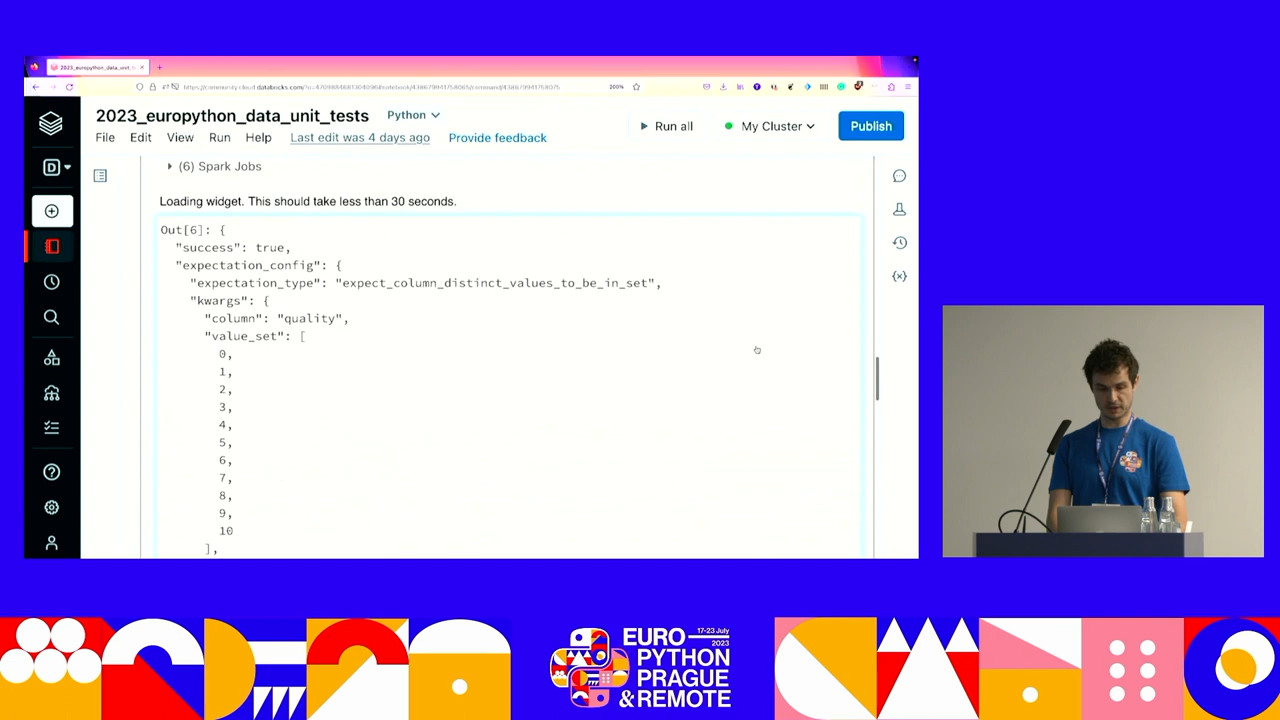 2023_europython_data_unit_t
2023_europython_data_unit_tests
Python
File Edit View Run Help
Last edit was 4 days ago
Provide feedback
Run all
My Cluster
Publish
200%
D
(6) Spark Jobs
Loading widget. This should take less than 30 seconds.
Out[6]: {
"success": true,
"expectation_config": {
"expectation_type": "expect_column_distinct_values_to_be_in_set",
"kwargs": {
"column": "quality",
"value_set": [
0,
1,
2,
3,
4,
5,
6,
7,
8,
9,
10
],
17-23 July
2023
EURO
PYTHON
PRAGUE
& REMOTE